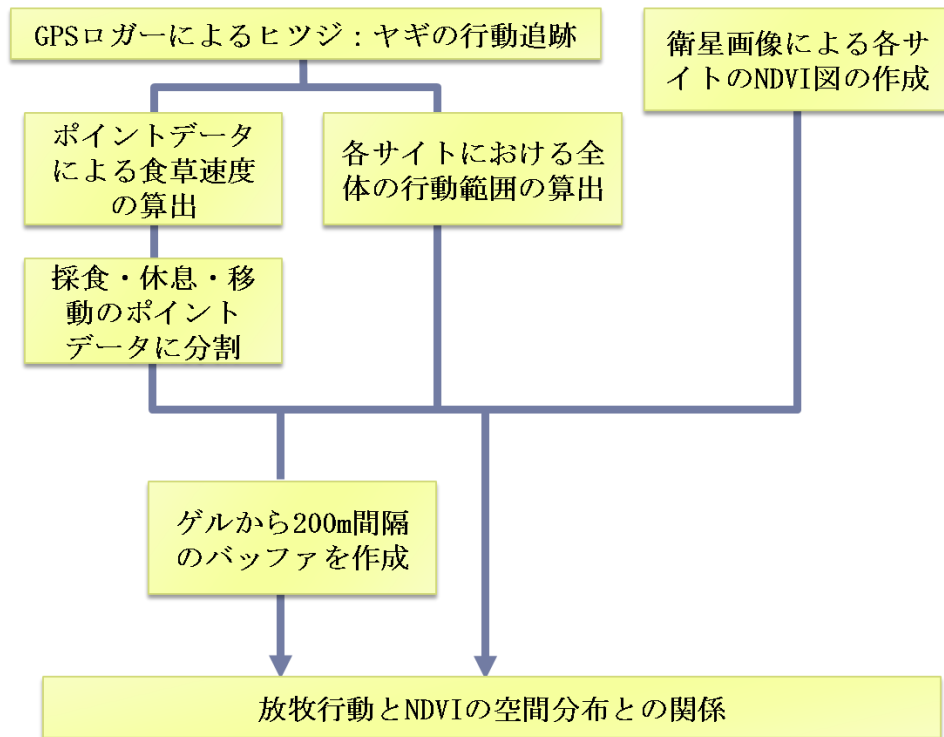 GPSロガーによるヒツジ：ヤギの行動追跡
衛星画像による各サ
イトのNDVI図の作成
ポイントデータ
による食草速度
の算出
各サイトにおける全
体の行動範囲の算出
採食・休息・移
動のポイント
データに分割
ゲルから200m間隔
のバッファを作成
放牧行動とNDVIの空間分布との関係